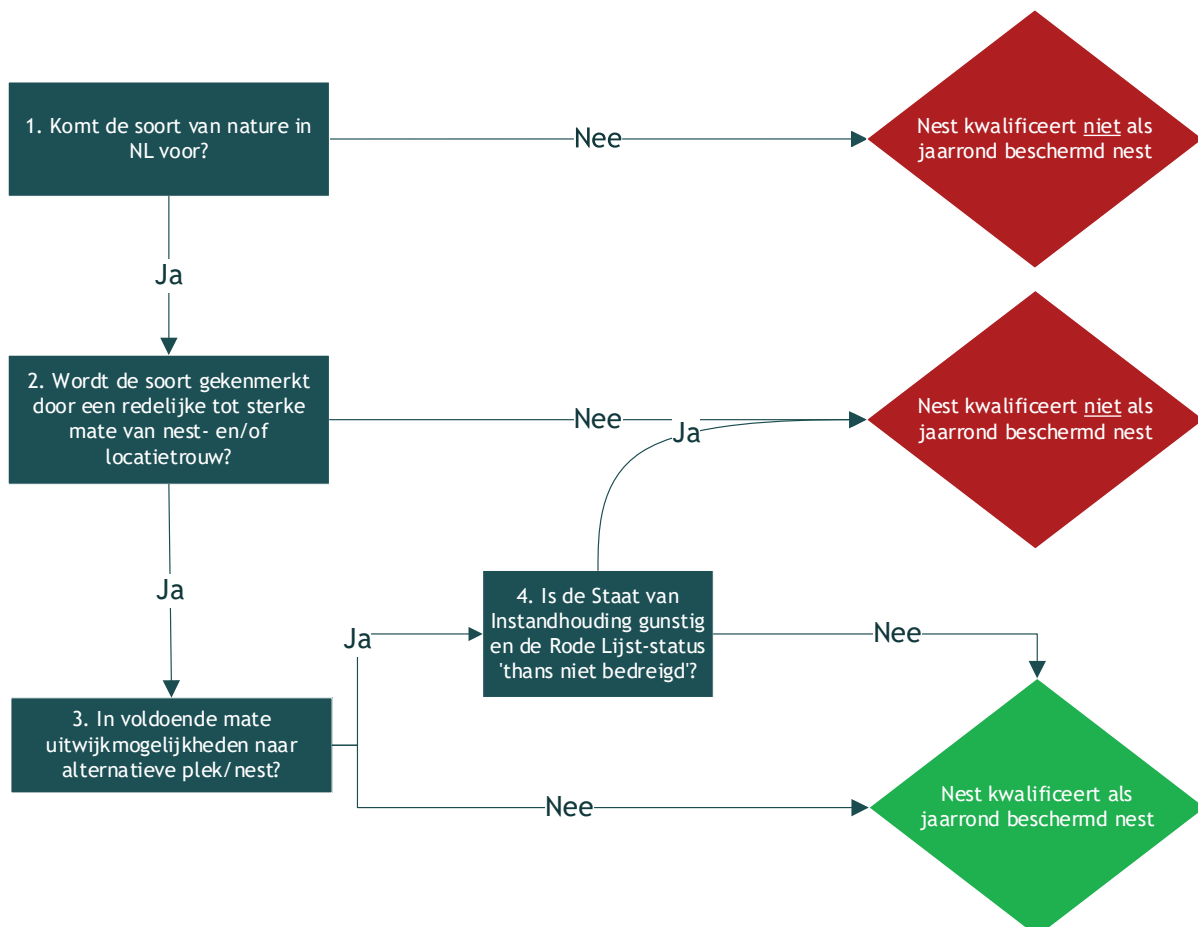 1. Komt de soort van nature in
NL voor?
Nee
Nest kwalificeert niet als
jaarrond beschermd nest
Ja
2. Wordt de soort gekenmerkt
door een redelijke tot sterke
mate van nest- en/of
locatietrouw?
Nee
Ja
Nest kwalificeert niet als
jaarrond beschermd nest
Ja
4. Is de Staat van
Instandhouding gunstig
en de Rode Lijst-status
'thans niet bedreigd'?
Ja
Nee
3. In voldoende mate
uitwijkmogelijkheden naar
alternatieve plek/nest?
Nee
Nest kwalificeert als
jaarrond beschermd nest